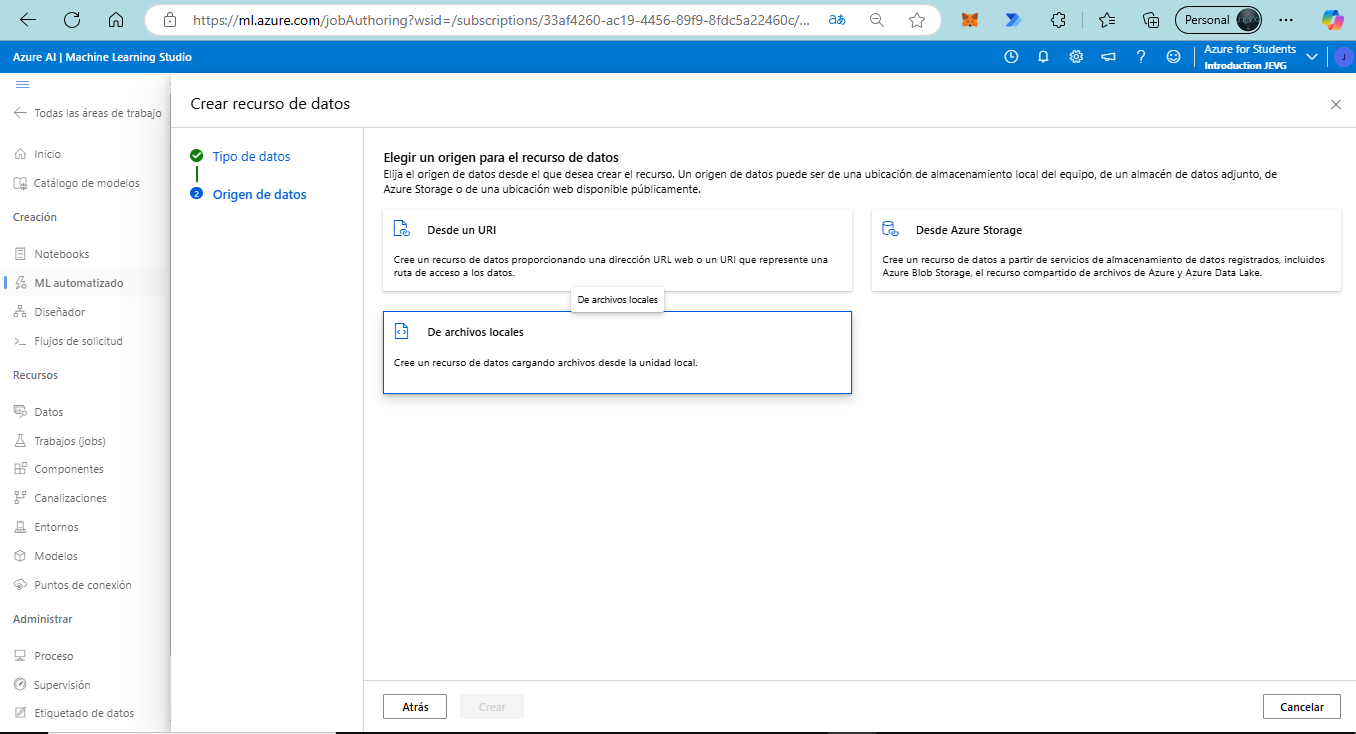 https://ml.azure.com/jobAuthoring?wsid=/subscriptions/33af4260-ac19-4456-89f9-8fdc5a22460c/...
aあ
Personal
Azure AI | Machine Learning Studio
Azure for Students
Introduction JEVG
J
Todas las áreas de trabajo
Inicio
Catálogo de modelos
Creación
Notebooks
ML automatizado
Diseñador
Flujos de solicitud
Recursos
Datos
Trabajos (jobs)
Componentes
Canalizaciones
Entornos
Modelos
Puntos de conexión
Administrar
Proceso
Supervisión
Etiquetado de datos
Crear recurso de datos
Tipo de datos
2
Origen de datos
Elegir un origen para el recurso de datos
Elija el origen de datos desde el que desea crear el recurso. Un origen de datos puede ser de una ubicación de almacenamiento local del equipo, de un almacén de datos adjunto, de
Azure Storage o de una ubicación web disponible públicamente.
Desde un URI
Cree un recurso de datos proporcionando una dirección URL web o un URI que represente una
ruta de acceso a los datos.
Desde Azure Storage
Cree un recurso de datos a partir de servicios de almacenamiento de datos registrados, incluidos
Azure Blob Storage, el recurso compartido de archivos de Azure y Azure Data Lake.
De archivos locales
De archivos locales
Cree un recurso de datos cargando archivos desde la unidad local.
Atrás
Crear
Cancelar